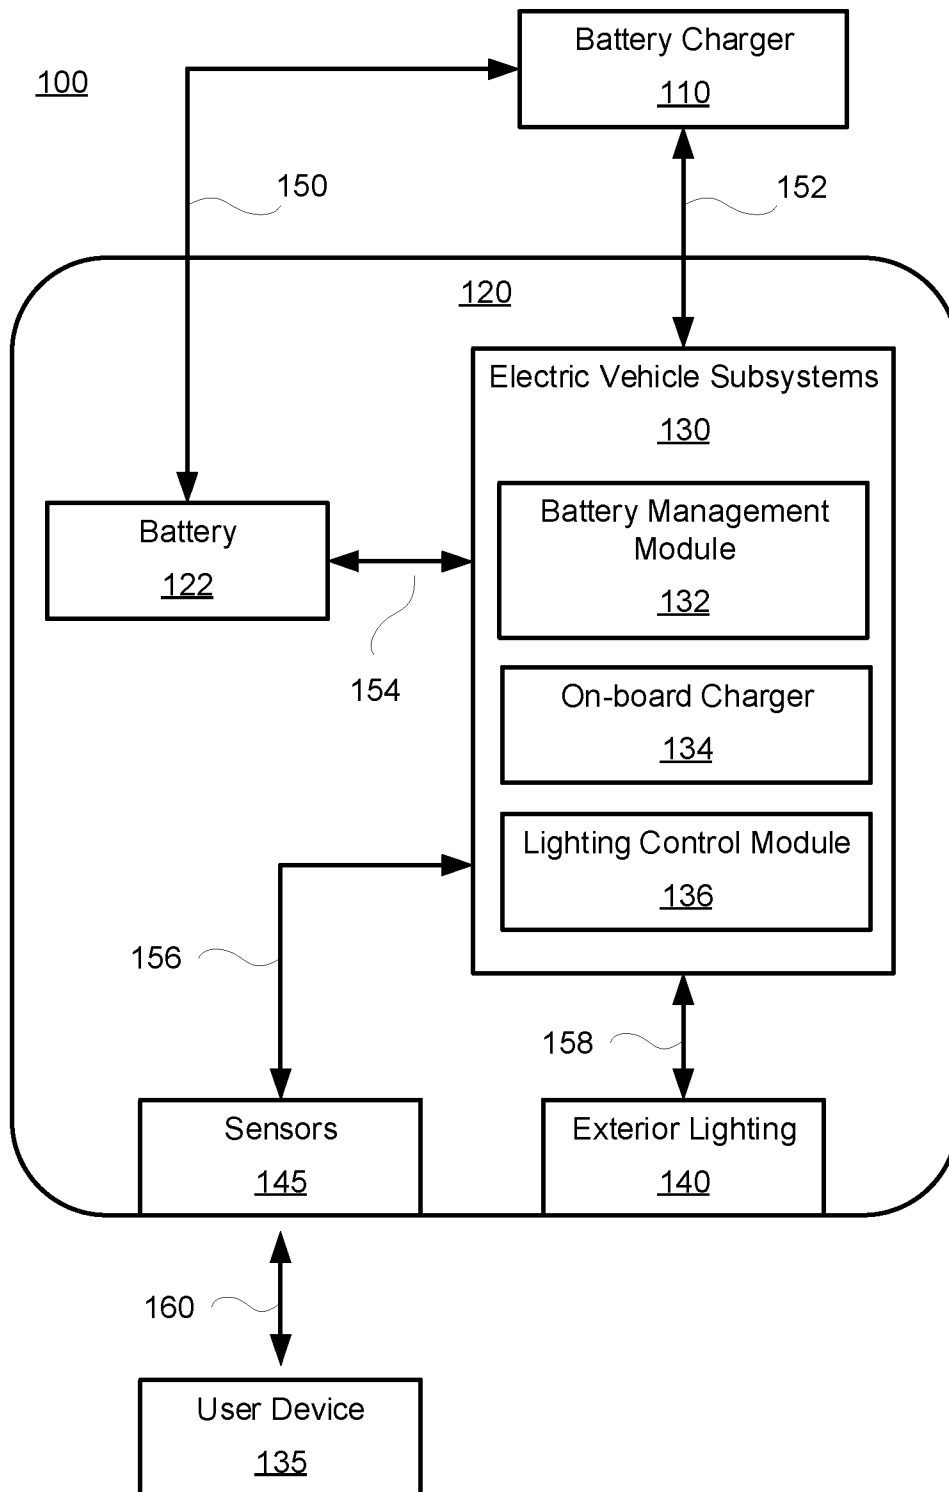 Battery Charger
110
100
150
152
120
Electric Vehicle Subsystems
130
Battery
122
Battery Management
Module
132
154
On-board Charger
134
Lighting Control Module
136
156
158
Sensors
145
Exterior Lighting
140
160
User Device
135